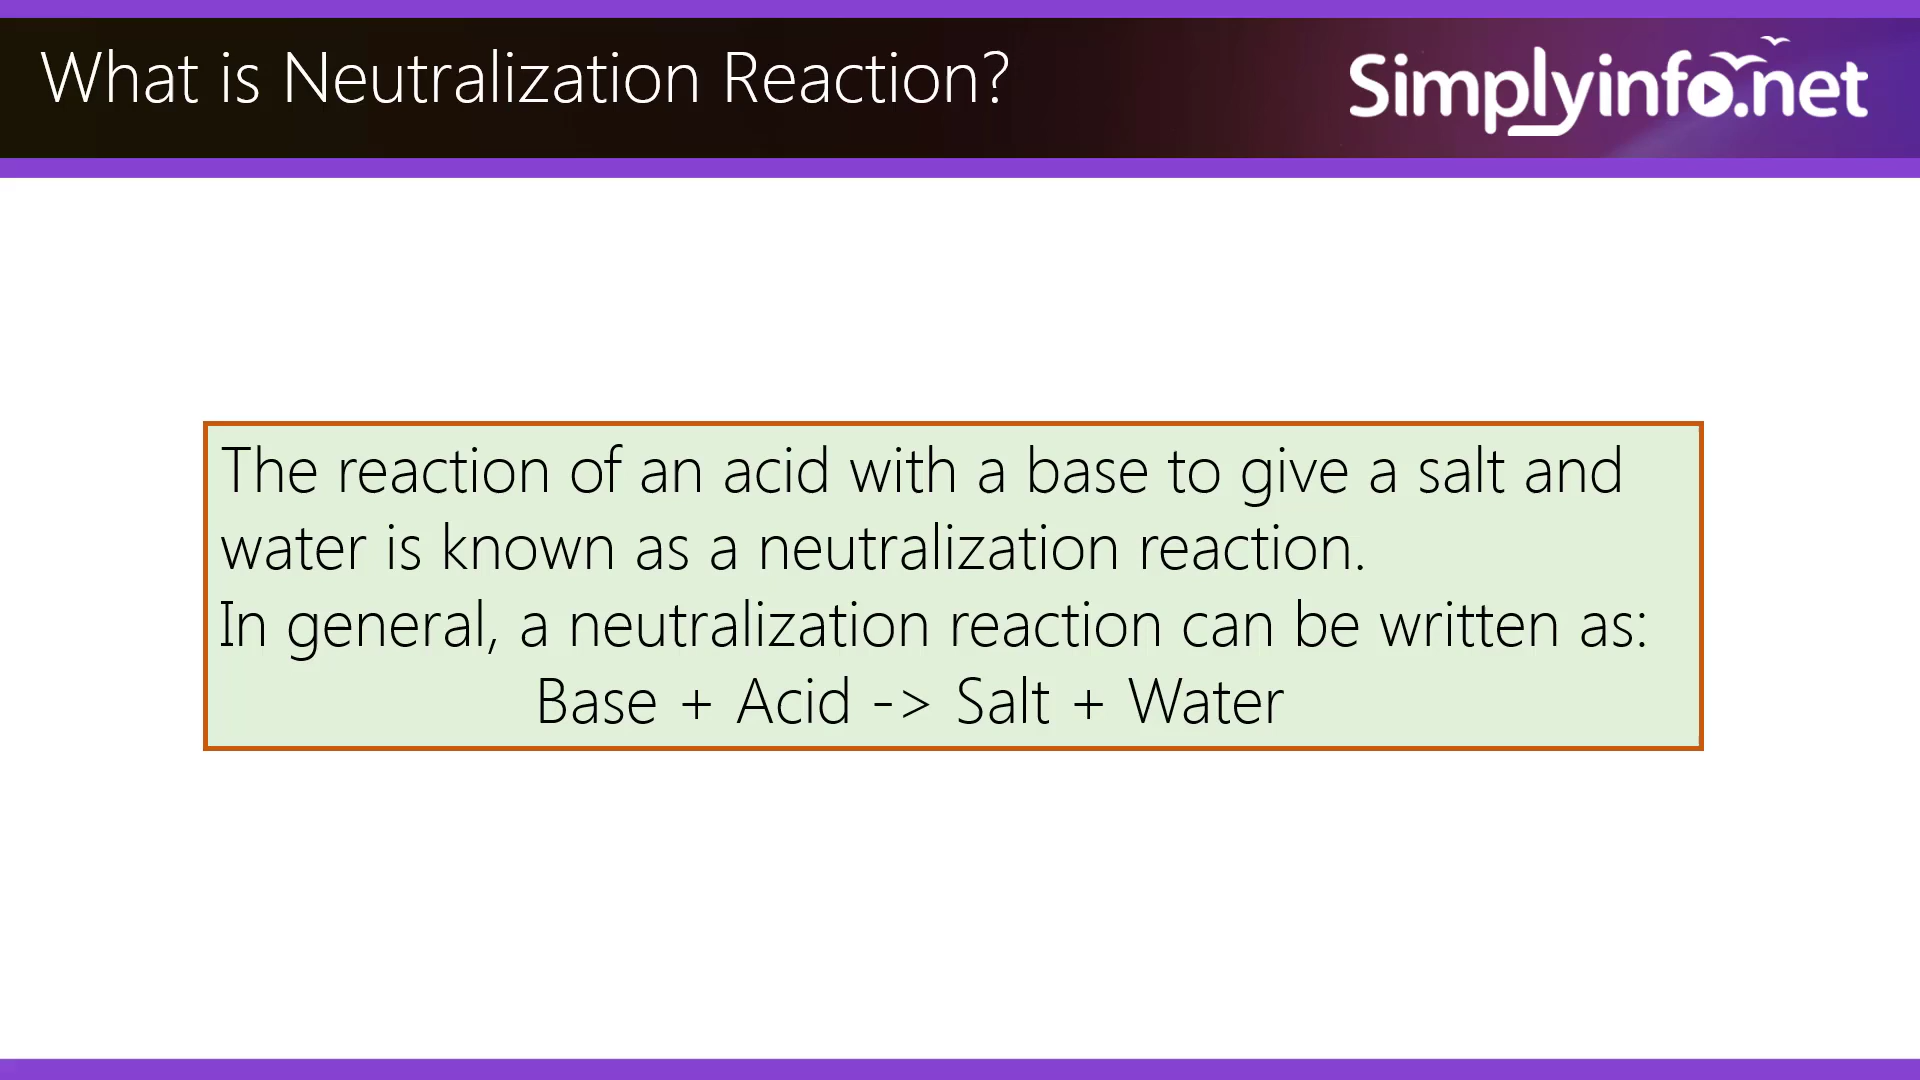 What is Neutralization Reaction?
Simplyinfo.net
The reaction of an acid with a base to give a salt and
water is known as a neutralization reaction.
In general, a neutralization reaction can be written as:
Base + Acid -> Salt + Water